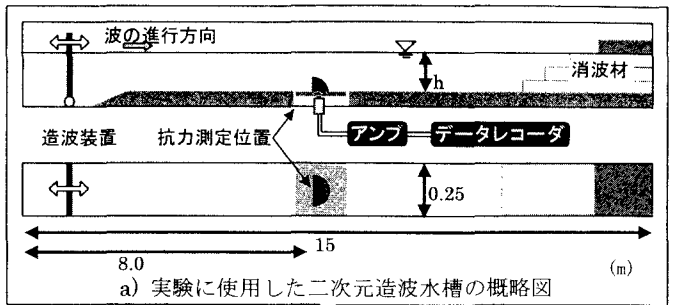 波の進行方向
h
消波材
造波装置
抗力測定位置
アンプ
データレコーダ
0.25
15
8.0
(m)
a) 実験に使用した二次元造波水槽の概略図